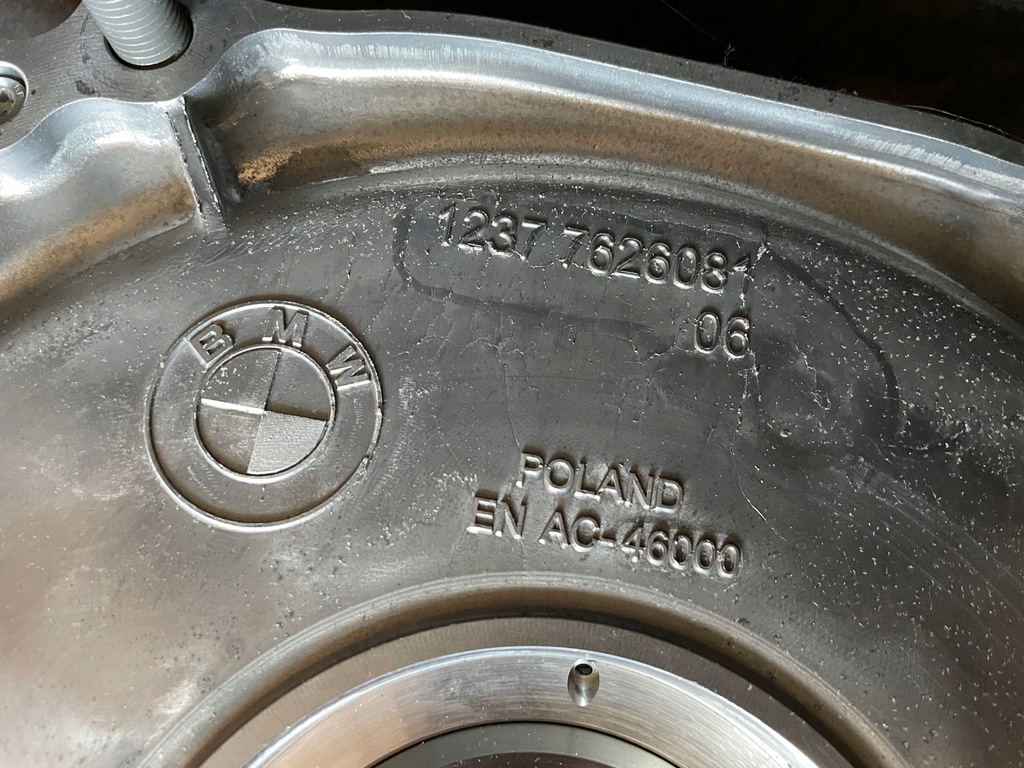 1237 7626081
06
BMW
POLAND
EN AC-46000